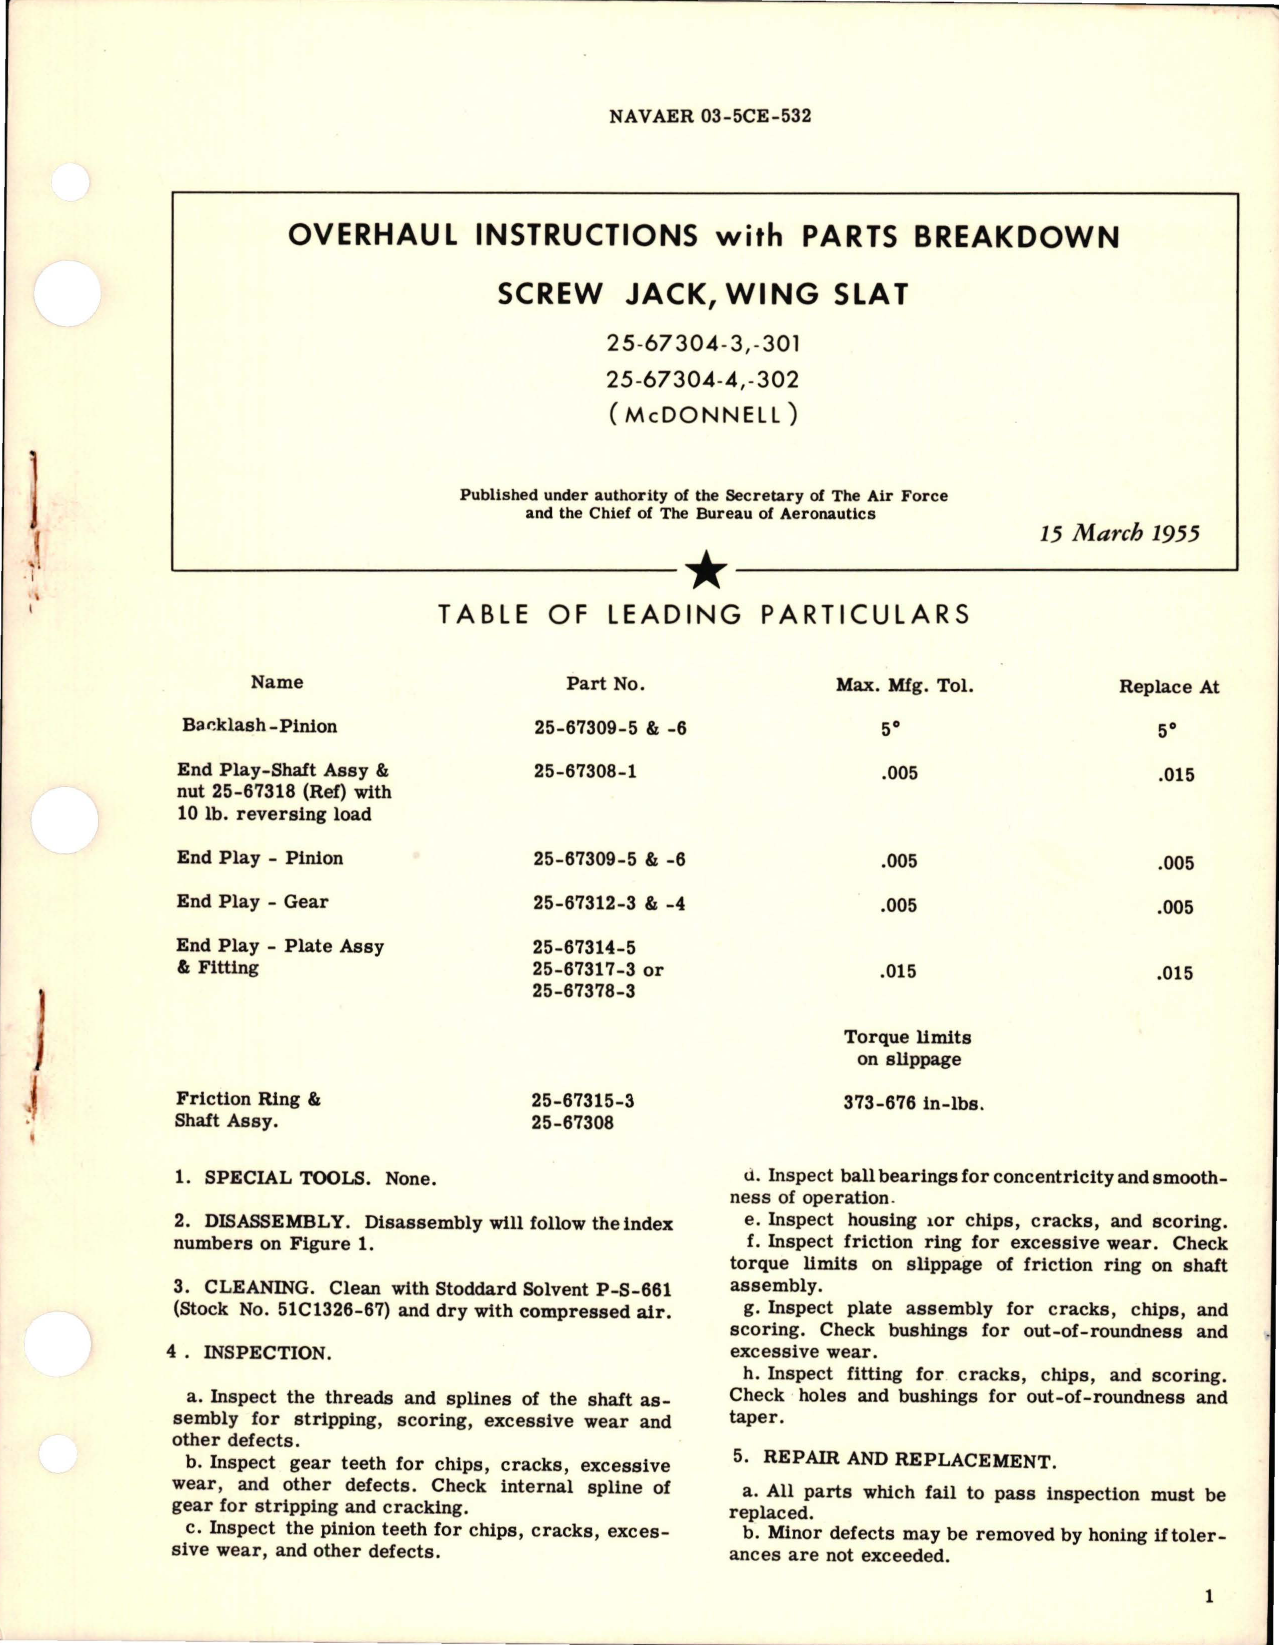 NAVAER 03-5CE-532
OVERHAUL INSTRUCTIONS with PARTS BREAKDOWN
SCREW JACK, WING SLAT
25-67304-3,-301
25-67304-4,-302
(McDONNELL)
Published under authority of the Secretary of The Air Force
and the Chief of The Bureau of Aeronautics
15 March 1955
TABLE OF LEADING PARTICULARS
Name Part No. Max. Mfg. Tol. Replace At
Backlash-Pinion 25-67309-5 & -6 5° 5°
End Play-Shaft Assy & 25-67308-1 .005 .015
nut 25-67318 (Ref) with
10 lb. reversing load
End Play - Pinion 25-67309-5 & -6 .005 .005
End Play - Gear 25-67312-3 & -4 .005 .005
End Play - Plate Assy 25-67314-5
& Fitting 25-67317-3 or .015 .015
25-67378-3
Torque limits
on slippage
Friction Ring & 25-67315-3 373-676 in-lbs.
Shaft Assy. 25-67308
1. SPECIAL TOOLS. None.
2. DISASSEMBLY. Disassembly will follow the index
numbers on Figure 1.
3. CLEANING. Clean with Stoddard Solvent P-S-661
(Stock No. 51C1326-67) and dry with compressed air.
4 . INSPECTION.
a. Inspect the threads and splines of the shaft as-
sembly for stripping, scoring, excessive wear and
other defects.
b. Inspect gear teeth for chips, cracks, excessive
wear, and other defects. Check internal spline of
gear for stripping and cracking.
c. Inspect the pinion teeth for chips, cracks, exces-
sive wear, and other defects.
d. Inspect ball bearings for concentricity and smooth-
ness of operation.
e. Inspect housing for chips, cracks, and scoring.
f. Inspect friction ring for excessive wear. Check
torque limits on slippage of friction ring on shaft
assembly.
g. Inspect plate assembly for cracks, chips, and
scoring. Check bushings for out-of-roundness and
excessive wear.
h. Inspect fitting for cracks, chips, and scoring.
Check holes and bushings for out-of-roundness and
taper.
5. REPAIR AND REPLACEMENT.
a. All parts which fail to pass inspection must be
replaced.
b. Minor defects may be removed by honing if toler-
ances are not exceeded.
1